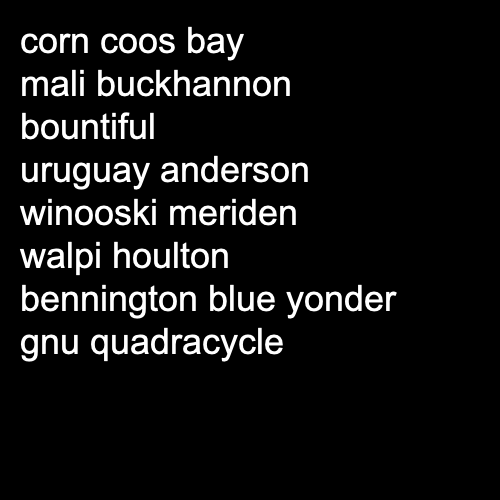 corn coos bay
mali buckhannon
bountiful
uruguay anderson
winooski meriden
walpi houlton
bennington blue yonder
gnu quadracycle